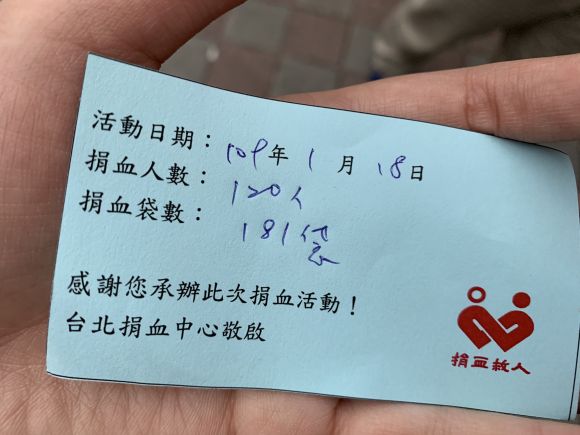 活動日期：109年1月18日
捐血人數：120人
捐血袋數：181袋
感謝您承辦此次捐血活動！
台北捐血中心敬啟
捐血救人